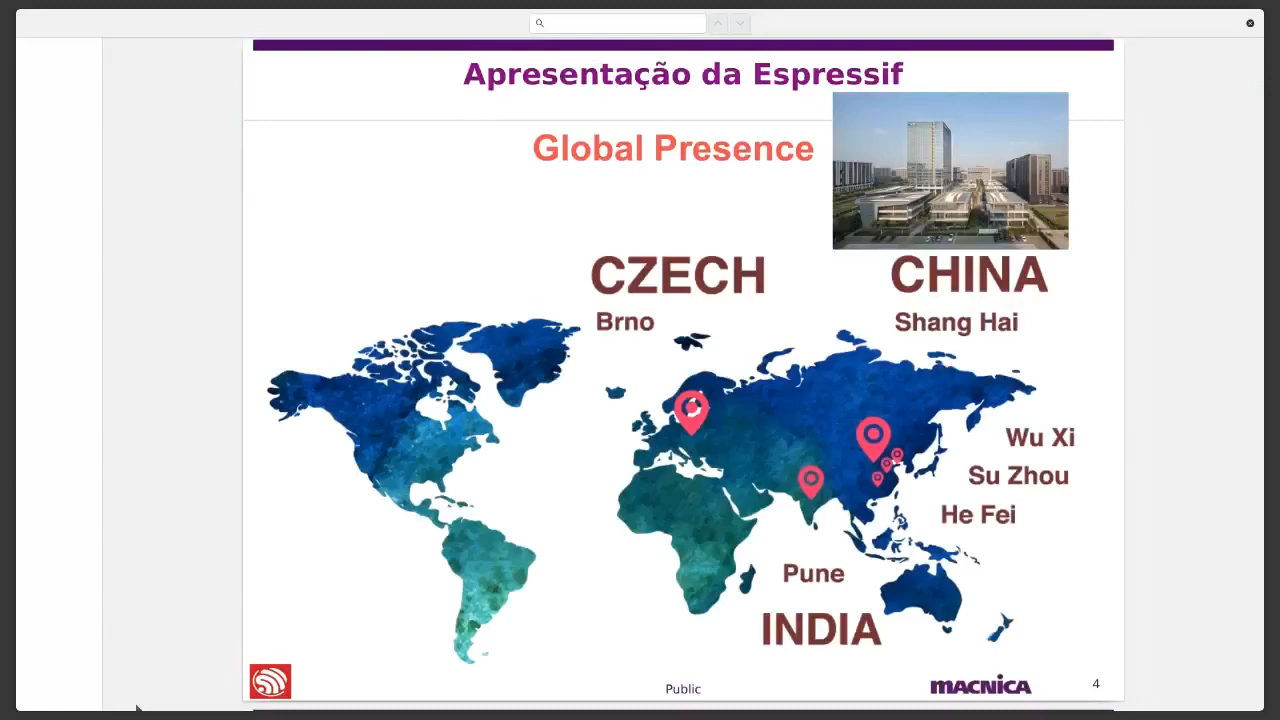 Apresentação da Espressif
Global Presence
CZECH
Brno
CHINA
Shang Hai
Wu Xi
Su Zhou
He Fei
Pune
INDIA
Public
MACNICA
4